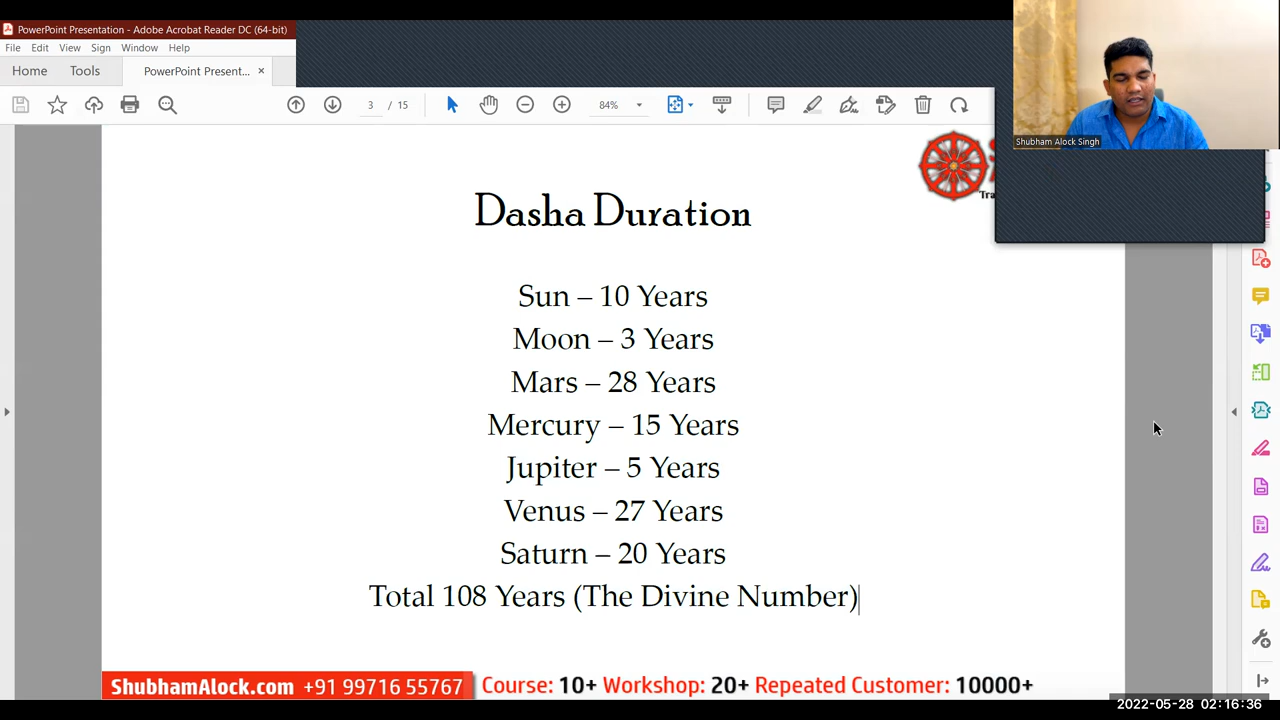 PowerPoint Presentation - Adobe Acrobat Reader DC (64-bit)
File Edit View Sign Window Help
Home Tools PowerPoint Present... ×
3 / 15 84%
Shubham Alock Singh
Dasha Duration
Sun – 10 Years
Moon – 3 Years
Mars – 28 Years
Mercury – 15 Years
Jupiter – 5 Years
Venus – 27 Years
Saturn – 20 Years
Total 108 Years (The Divine Number)
ShubhamAlock.com +91 99716 55767 Course: 10+ Workshop: 20+ Repeated Customer: 10000+
2022-05-28 02:16:36